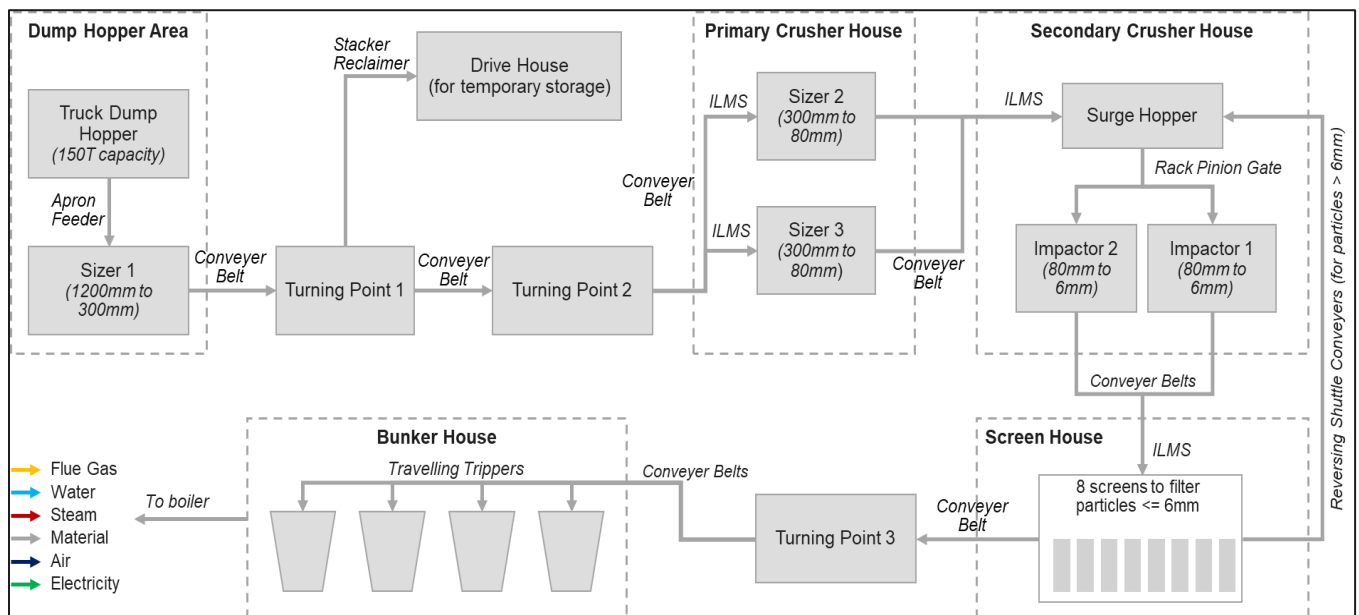 Dump Hopper Area
Truck Dump
Hopper
(150T capacity)
Apron
Feeder
Sizer 1
(1200mm to
300mm)
Conveyer
Belt
Turning Point 1
Stacker
Reclaimer
Drive House
(for temporary storage)
Conveyer
Belt
Turning Point 2
Conveyer
Belt
Primary Crusher House
ILMS
Sizer 2
(300mm to
80mm)
ILMS
Sizer 3
(300mm to
80mm)
Conveyer
Belt
Secondary Crusher House
ILMS
Surge Hopper
Rack Pinion Gate
Impactor 2
(80mm to
6mm)
Impactor 1
(80mm to
6mm)
Conveyer Belts
Reversing Shuttle Conveyers (for particles > 6mm)
Screen House
ILMS
8 screens to filter
particles <= 6mm
Conveyer
Belt
Turning Point 3
Conveyer Belts
Bunker House
Travelling Trippers
To boiler
Flue Gas
Water
Steam
Material
Air
Electricity